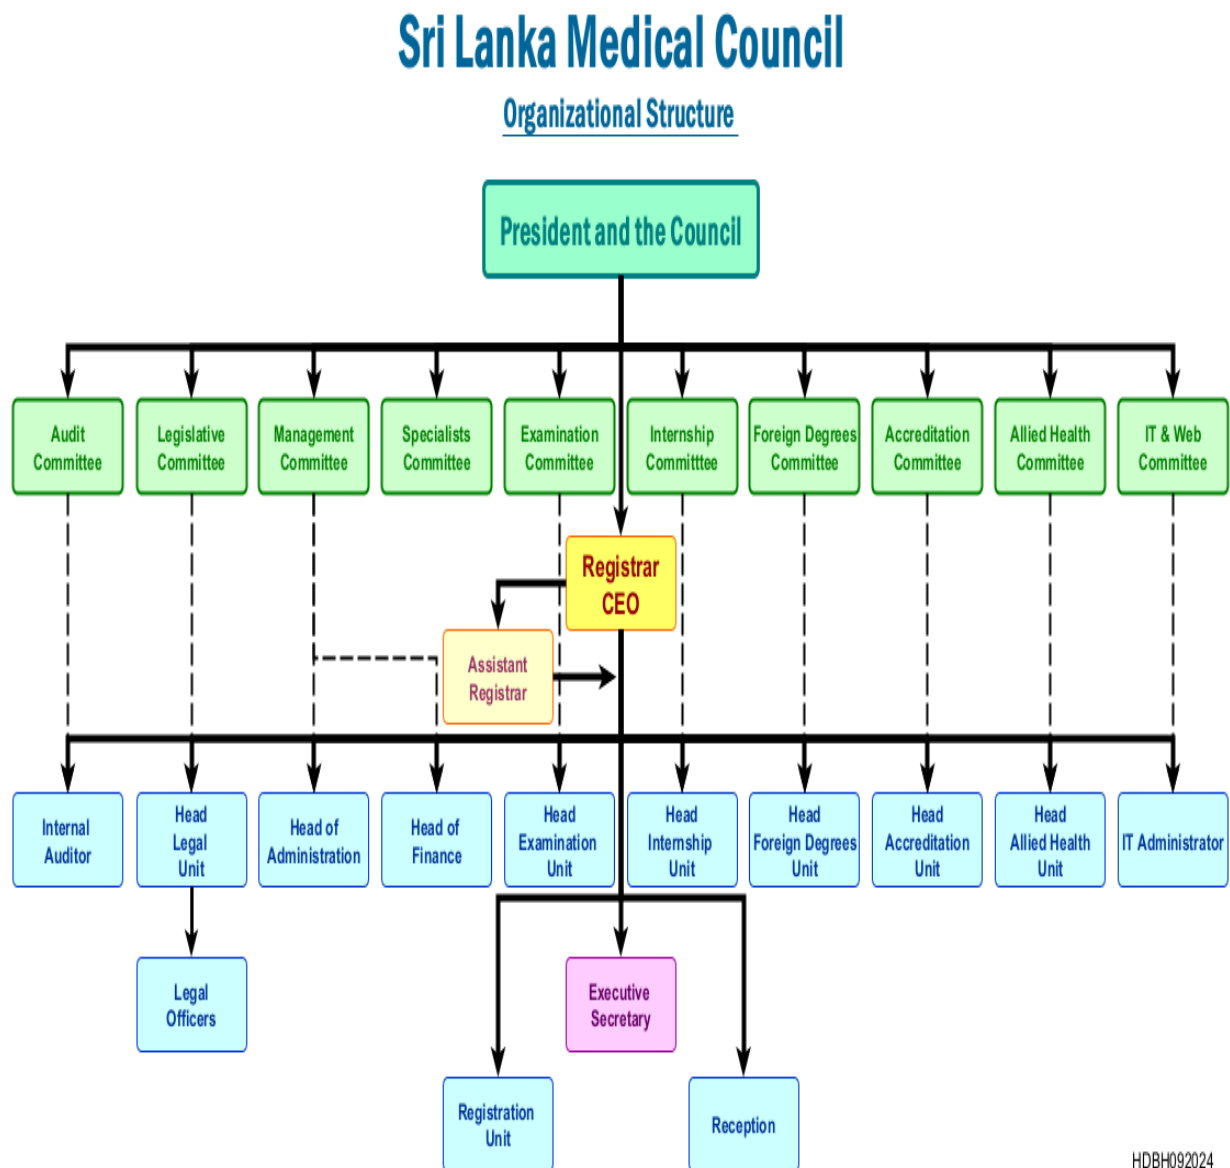 Sri Lanka Medical Council
Organizational Structure
President and the Council
Audit
Committee
Legislative
Committee
Management
Committee
Specialists
Committee
Examination
Committee
Internship
Committtee
Foreign Degrees
Committee
Accreditation
Committee
Allied Health
Committee
IT & Web
Committee
Registrar
CEO
Assistant
Registrar
Internal
Auditor
Head
Legal
Unit
Head of
Administration
Head of
Finance
Head
Examination
Unit
Head
Internship
Unit
Head
Foreign Degrees
Unit
Head
Accreditation
Unit
Head
Allied Health
Unit
IT Administrator
Legal
Officers
Executive
Secretary
Registration
Unit
Reception
HDBH092024